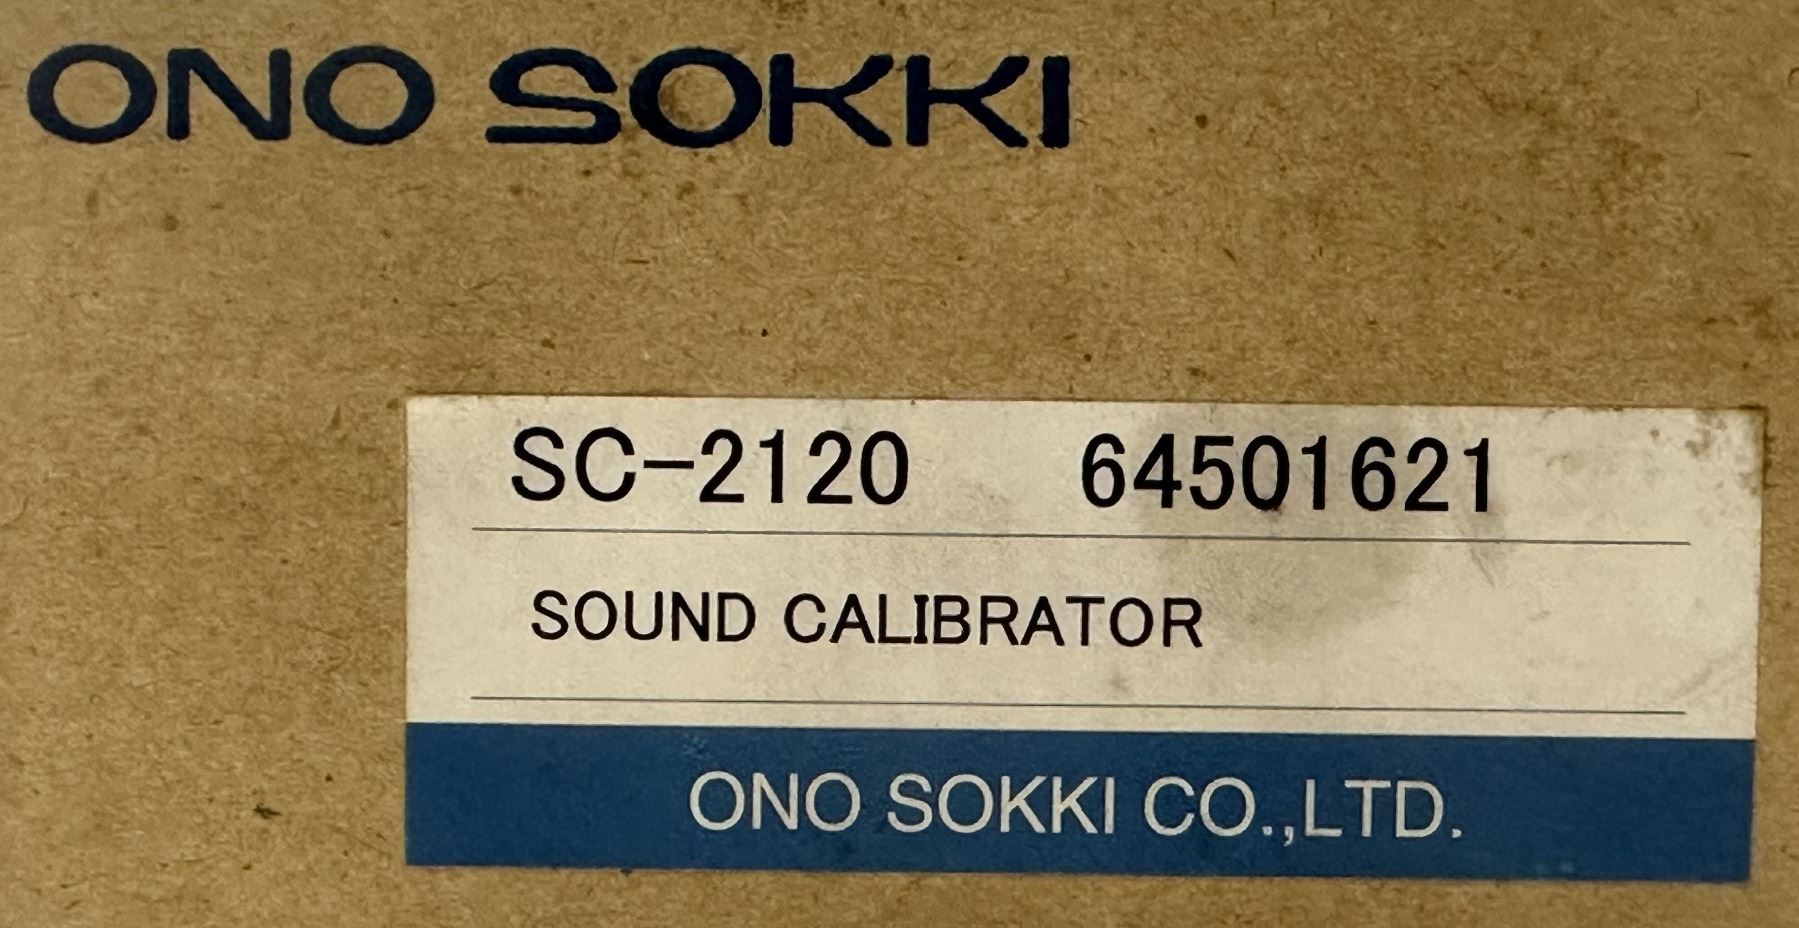 ONO SOKKI
SC-2120 64501621
SOUND CALIBRATOR
ONO SOKKI CO.,LTD.